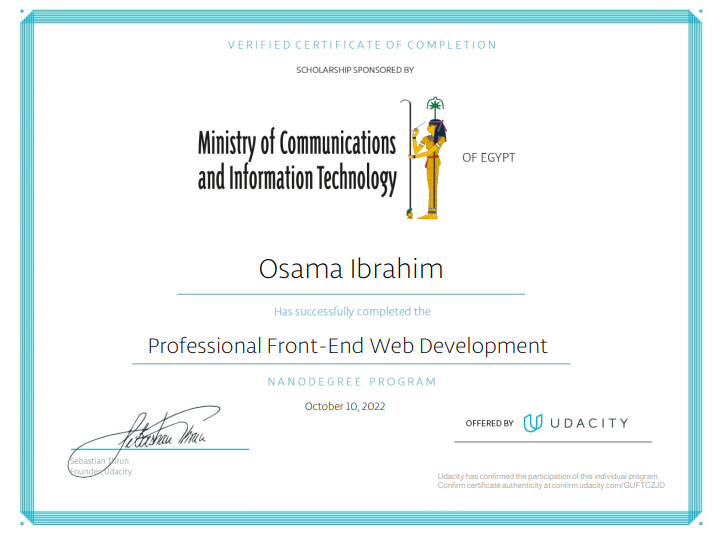 VERIFIED CERTIFICATE OF COMPLETION
SCHOLARSHIP SPONSORED BY
Ministry of Communications
and Information Technology
OF EGYPT
Osama Ibrahim
Has successfully completed the
Professional Front-End Web Development
NANODEGREE PROGRAM
October 10, 2022
Sebastian Thrun
OFFERED BY UDACITY
Sebastian Thrun
Founder, Udacity
Udacity has confirmed the participation of this individual program.
Confirm certificate authenticity at confirm.udacity.com/GUFTCZJD